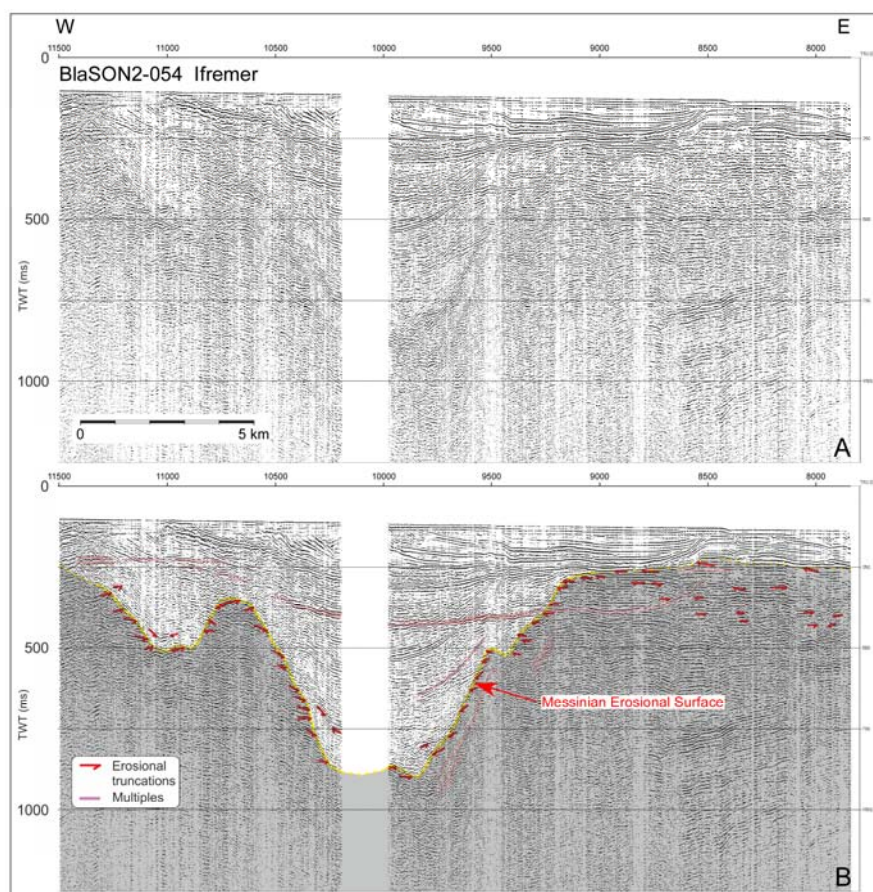 W E
11500 11000 10500 10000 9500 9000 8500 8000
0
BlaSON2-054 Ifremer
500
TWT (ms)
1000
0 5 km
A
11500 11000 10500 10000 9500 9000 8500 8000
0
500
TWT (ms)
Messinian Erosional Surface
Erosional
truncations
Multiples
1000
B